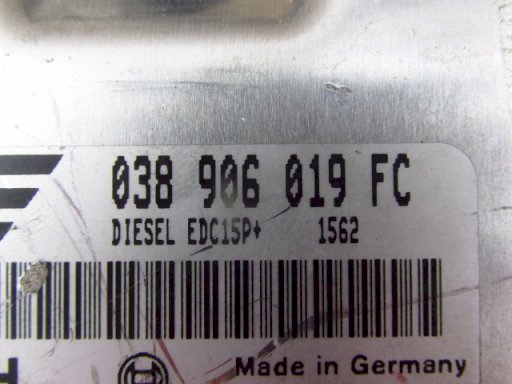 038 906 019 FC
DIESEL EDC15P+ 1562
Made in Germany